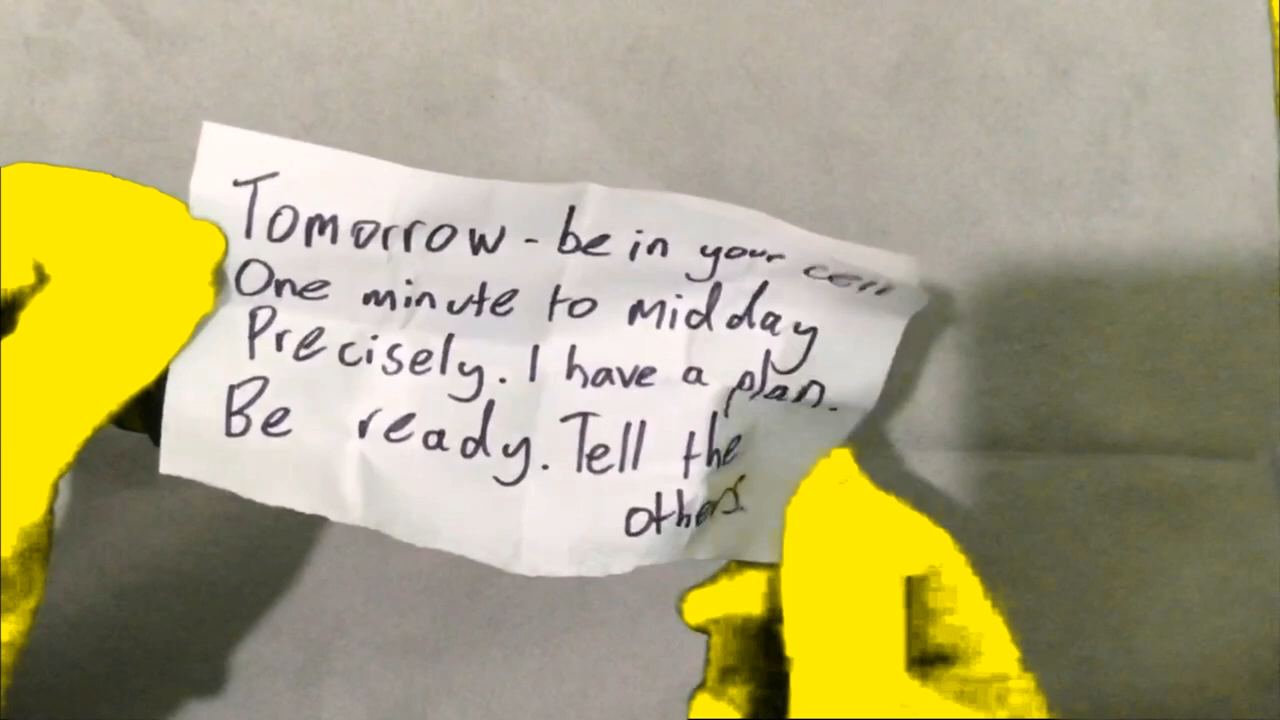 Tomorrow - be in your cell
One minute to midday
Precisely. I have a plan.
Be ready. Tell the
others.